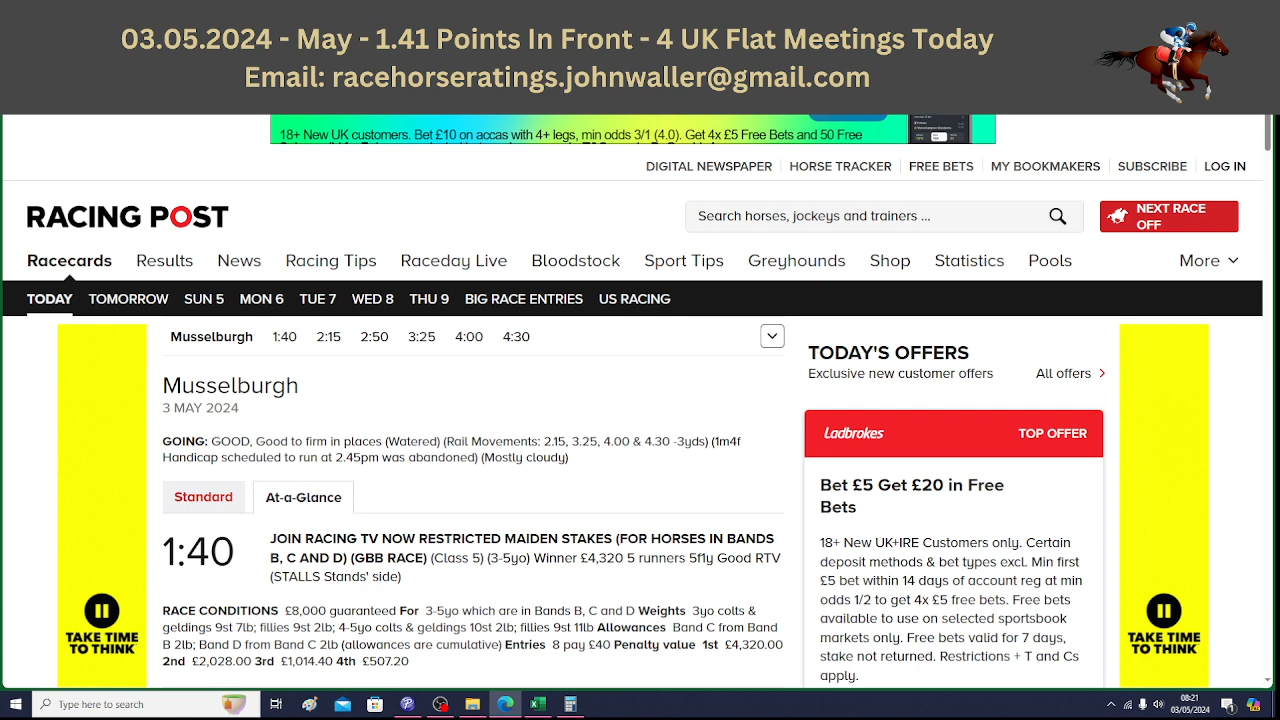 03.05.2024 - May - 1.41 Points In Front - 4 UK Flat Meetings Today
Email: racehorseratings.johnwaller@gmail.com
18+ New UK customers. Bet £10 on accas with 4+ legs, min odds 3/1 (4.0). Get 4x £5 Free Bets and 50 Free
DIGITAL NEWSPAPER HORSE TRACKER FREE BETS MY BOOKMAKERS SUBSCRIBE LOG IN
RACING POST
Search horses, jockeys and trainers ...
NEXT RACE
OFF
Racecards Results News Racing Tips Raceday Live Bloodstock Sport Tips Greyhounds Shop Statistics Pools More
TODAY TOMORROW SUN 5 MON 6 TUE 7 WED 8 THU 9 BIG RACE ENTRIES US RACING
Musselburgh 1:40 2:15 2:50 3:25 4:00 4:30
Musselburgh
3 MAY 2024
GOING: GOOD, Good to firm in places (Watered) (Rail Movements: 2.15, 3.25, 4.00 & 4.30 -3yds) (1m4f
Handicap scheduled to run at 2.45pm was abandoned) (Mostly cloudy)
Standard At-a-Glance
1:40
JOIN RACING TV NOW RESTRICTED MAIDEN STAKES (FOR HORSES IN BANDS
B, C AND D) (GBB RACE) (Class 5) (3-5yo) Winner £4,320 5 runners 5f1y Good RTV
(STALLS Stands' side)
RACE CONDITIONS £8,000 guaranteed For 3-5yo which are in Bands B, C and D Weights 3yo colts &
geldings 9st 7lb; fillies 9st 2lb; 4-5yo colts & geldings 10st 2lb; fillies 9st 11lb Allowances Band C from Band
B 2lb; Band D from Band C 2lb (allowances are cumulative) Entries 8 pay £40 Penalty value 1st £4,320.00
2nd £2,028.00 3rd £1,014.40 4th £507.20
TODAY'S OFFERS
Exclusive new customer offers All offers
Ladbrokes TOP OFFER
Bet £5 Get £20 in Free
Bets
18+ New UK+IRE Customers only. Certain
deposit methods & bet types excl. Min first
£5 bet within 14 days of account reg at min
odds 1/2 to get 4x £5 free bets. Free bets
available to use on selected sportsbook
markets only. Free bets valid for 7 days,
stake not returned. Restrictions + T and Cs
apply.
TAKE TIME
TO THINK
TAKE TIME
TO THINK
Type here to search
08:21
03/05/2024
1